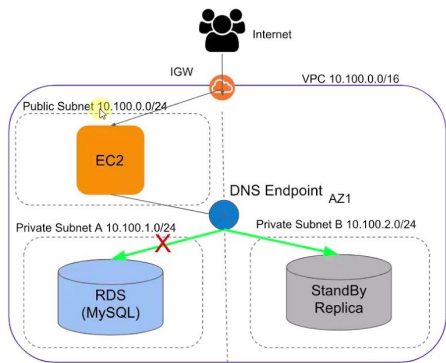 Internet
IGW
VPC 10.100.0.0/16
Public Subnet 10.100.0.0/24
EC2
DNS Endpoint
AZ1
Private Subnet A 10.100.1.0/24
Private Subnet B 10.100.2.0/24
X
RDS
(MySQL)
StandBy
Replica